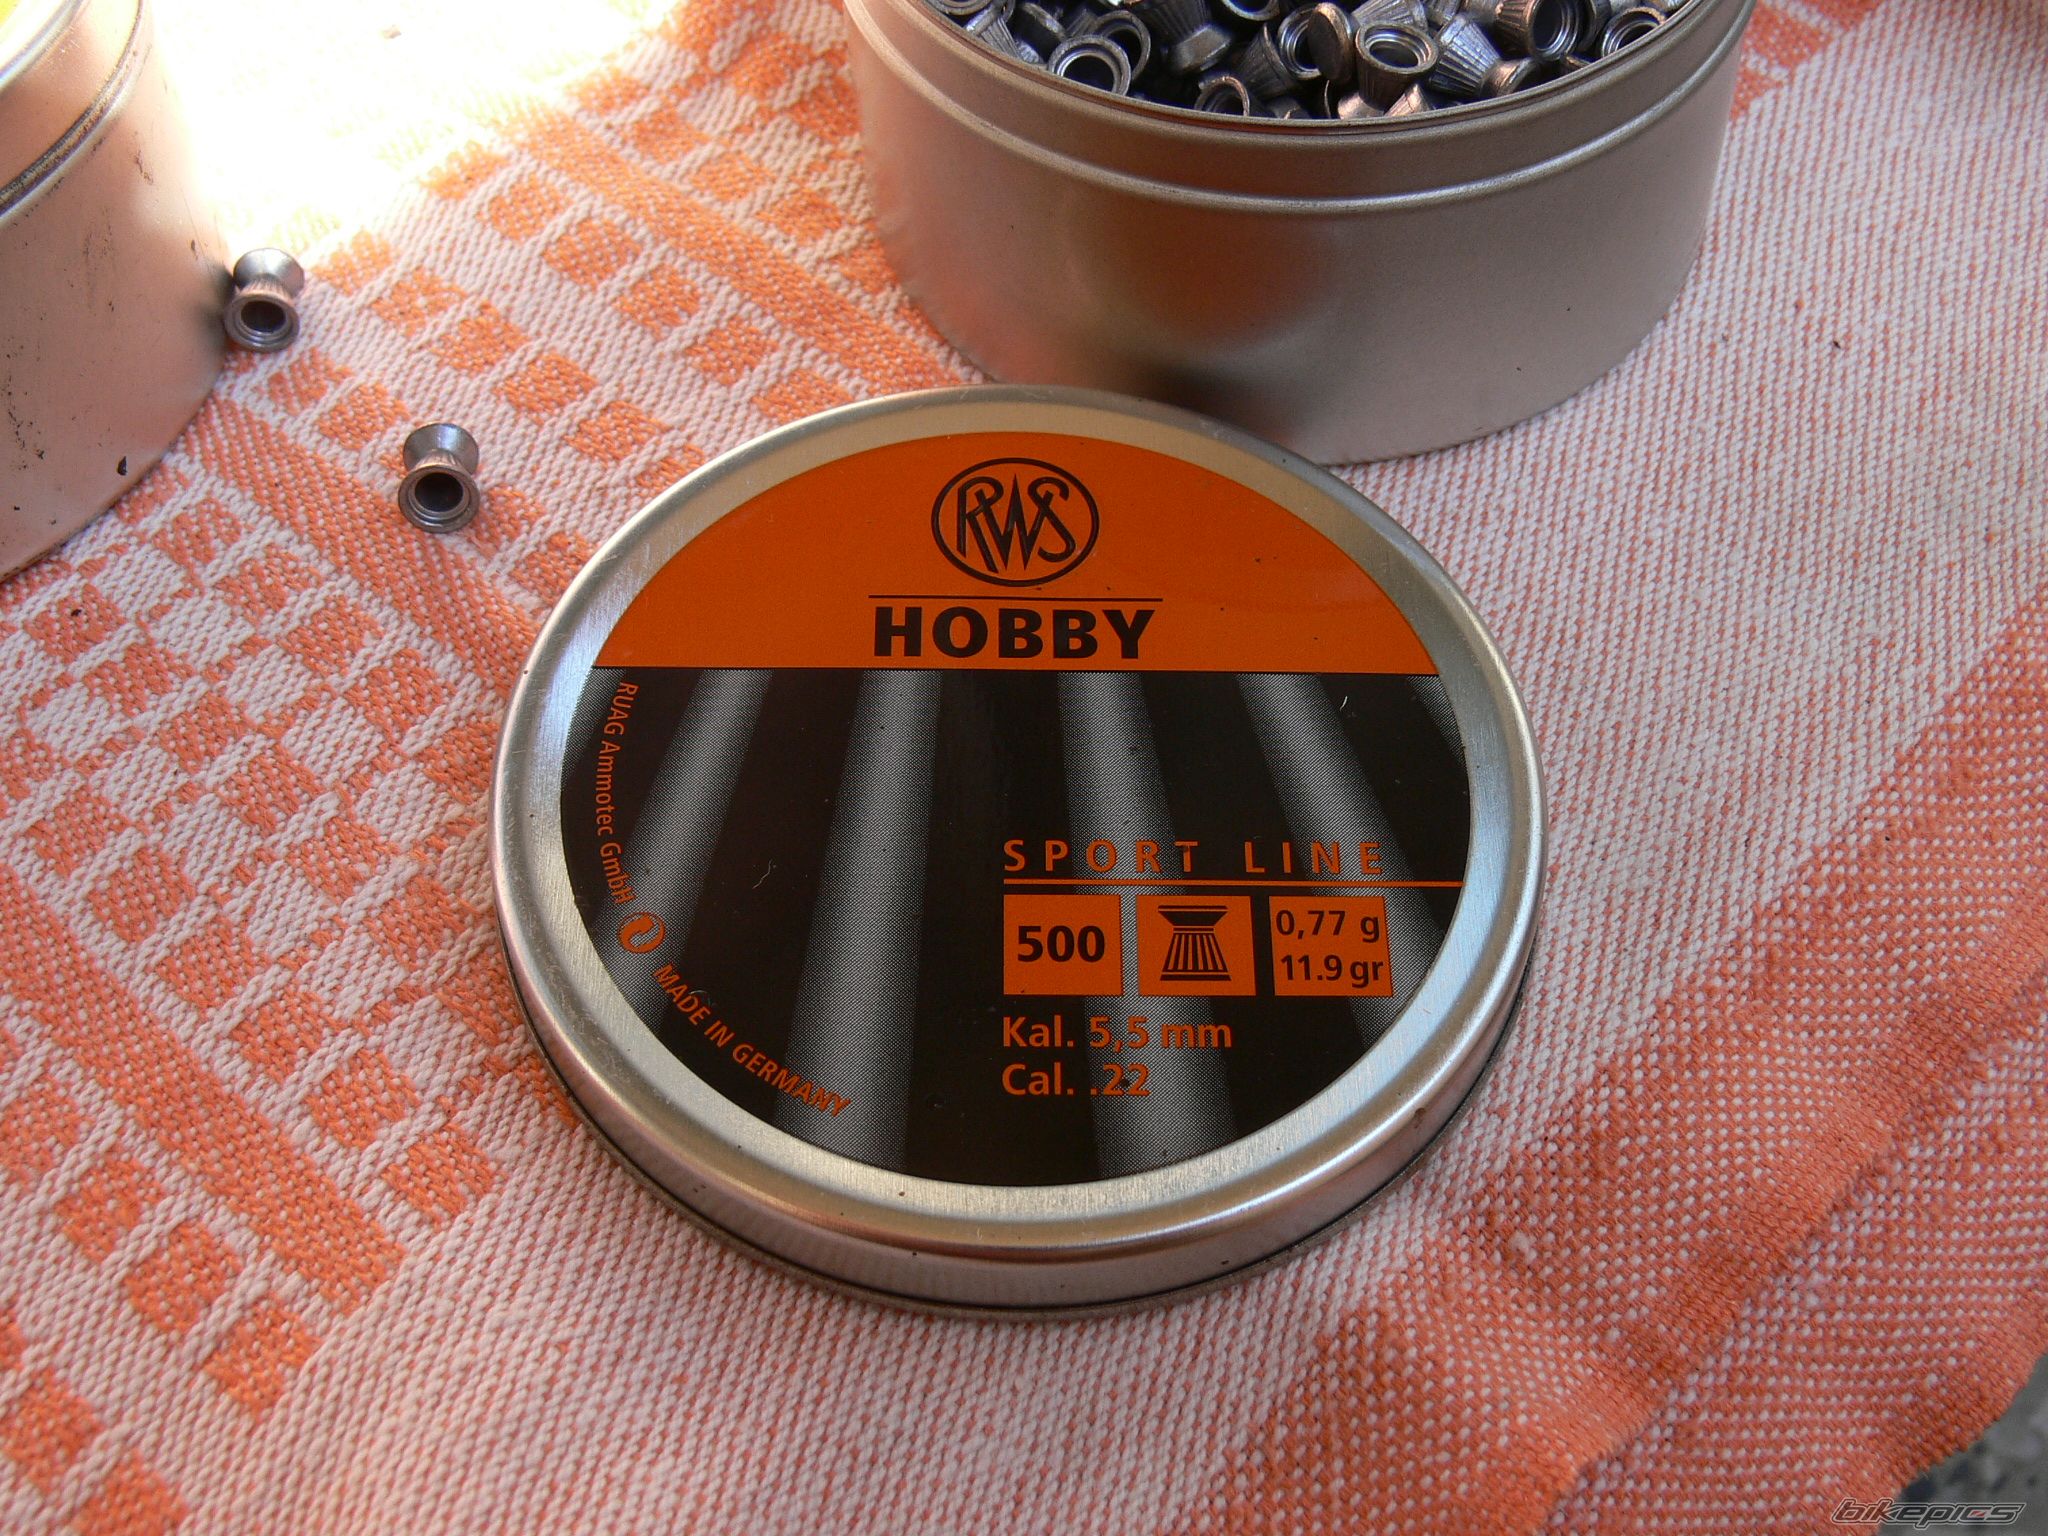 RWS
HOBBY
RUAG Ammotec GmbH
MADE IN GERMANY
SPORT LINE
500
0,77 g
11.9 gr
Kal. 5,5 mm
Cal. .22
bikepics